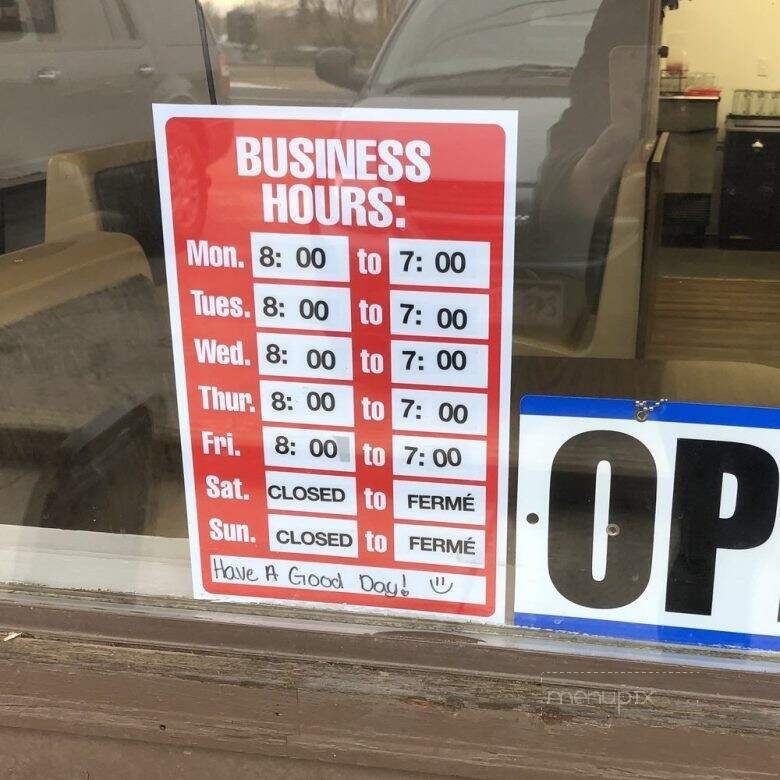 BUSINESS
HOURS:
Mon. 8: 00 to 7: 00
Tues. 8: 00 to 7: 00
Wed. 8: 00 to 7: 00
Thur. 8: 00 to 7: 00
Fri. 8: 00 to 7: 00
Sat. CLOSED to FERMÉ
Sun. CLOSED to FERMÉ
Have A Good Day!
OP
menupix